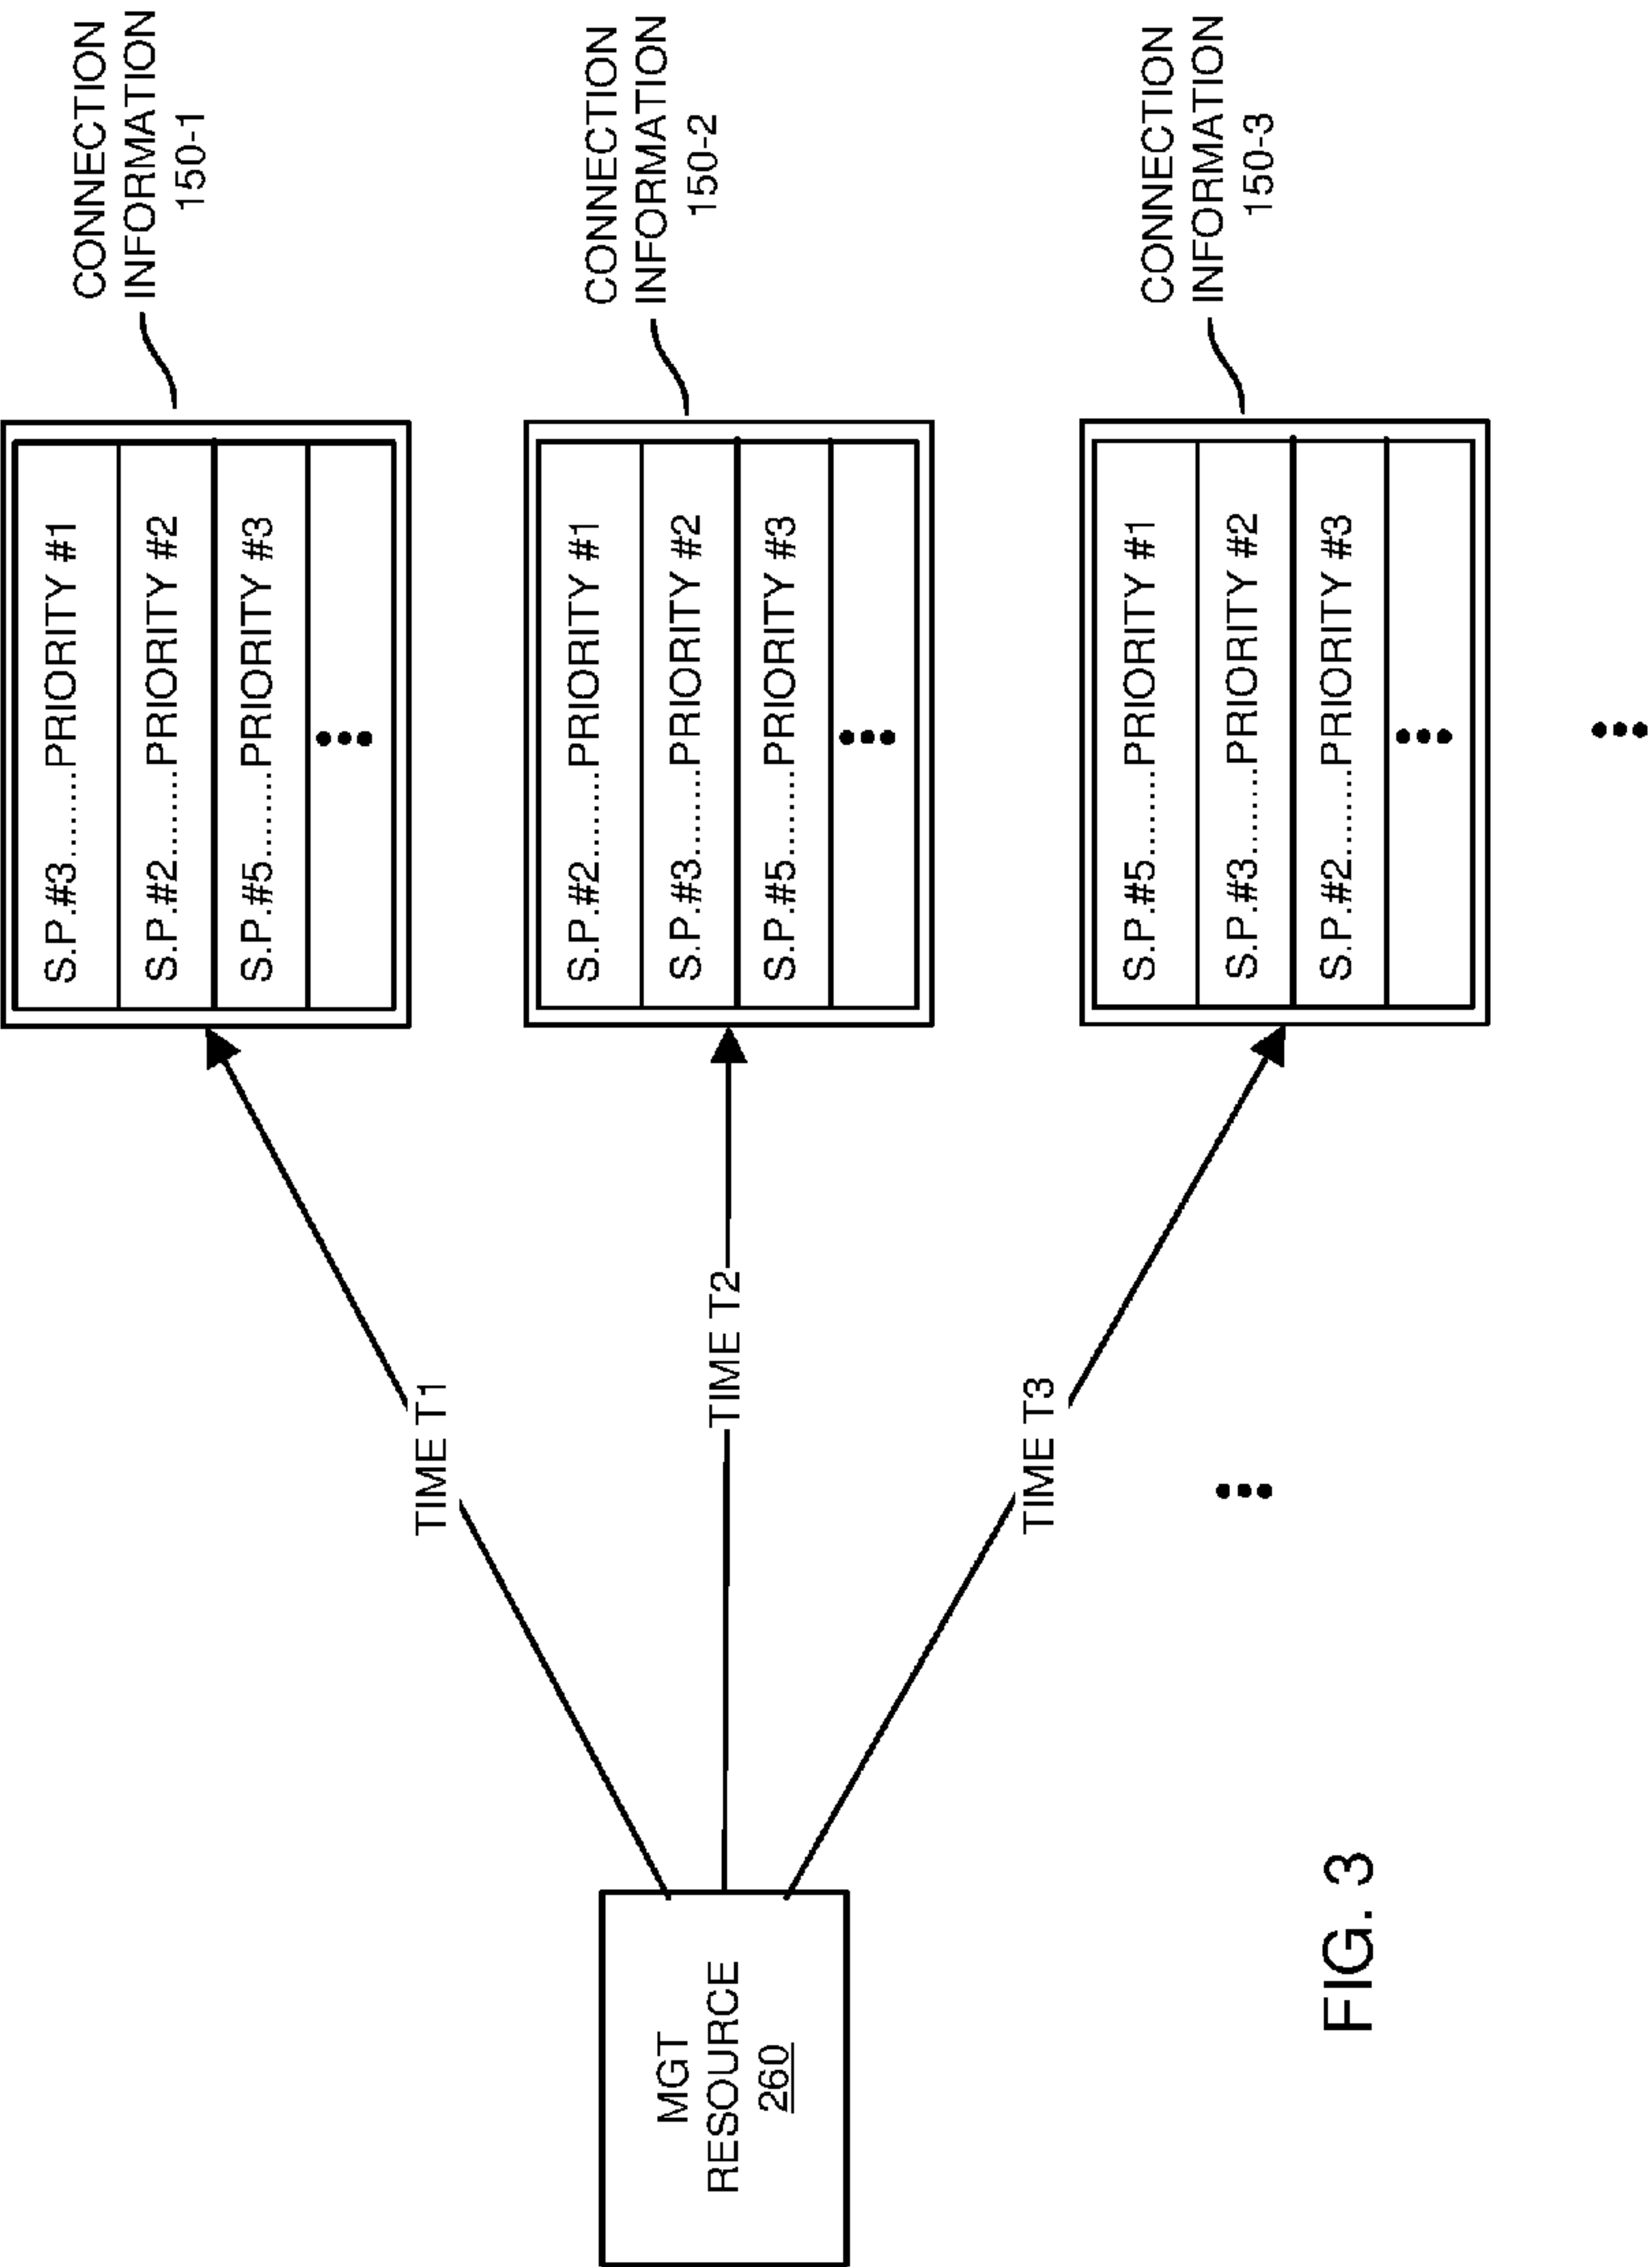 CONNECTION
INFORMATION
150-1
S.P.#3.........PRIORITY #1
S.P.#2.........PRIORITY #2
S.P.#5.........PRIORITY #3
TIME T1
CONNECTION
INFORMATION
150-2
S.P.#2.........PRIORITY #1
S.P.#3.........PRIORITY #2
S.P.#5.........PRIORITY #3
TIME T2
CONNECTION
INFORMATION
150-3
S.P.#5.........PRIORITY #1
S.P.#3.........PRIORITY #2
S.P.#2.........PRIORITY #3
TIME T3
MGT
RESOURCE
260
FIG. 3